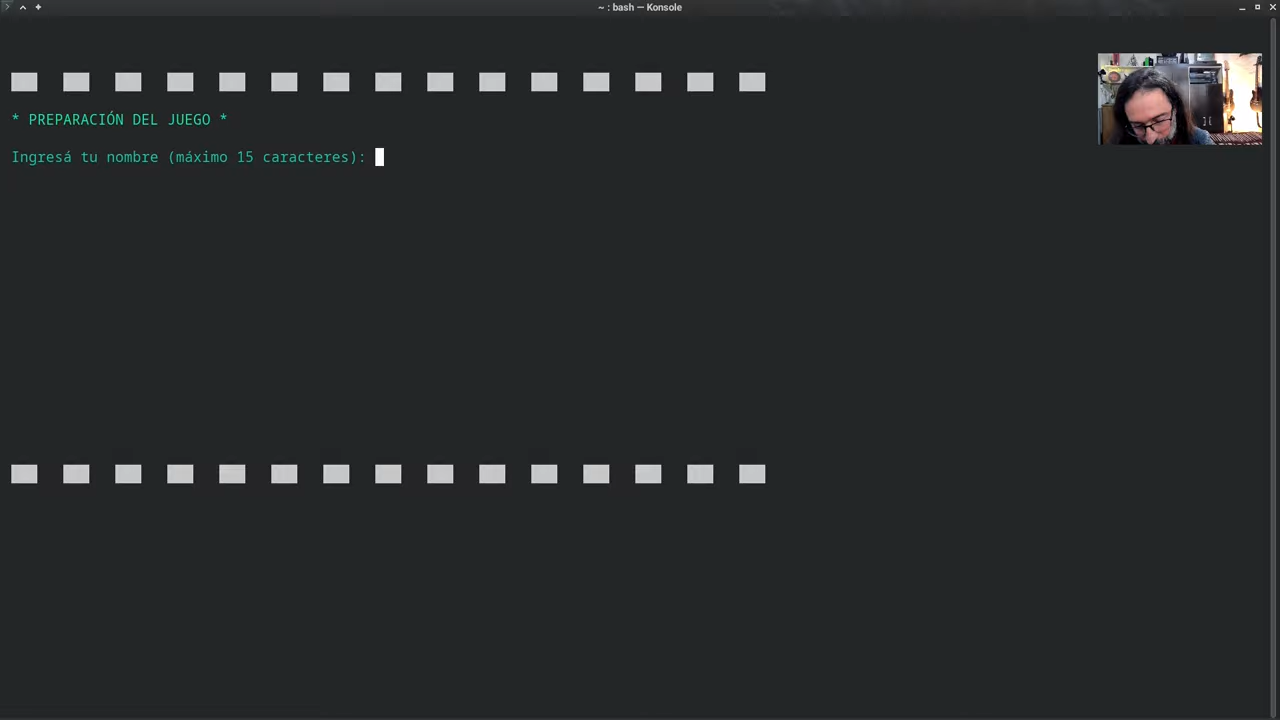 ~ : bash — Konsole
* PREPARACIÓN DEL JUEGO *
Ingresá tu nombre (máximo 15 caracteres):